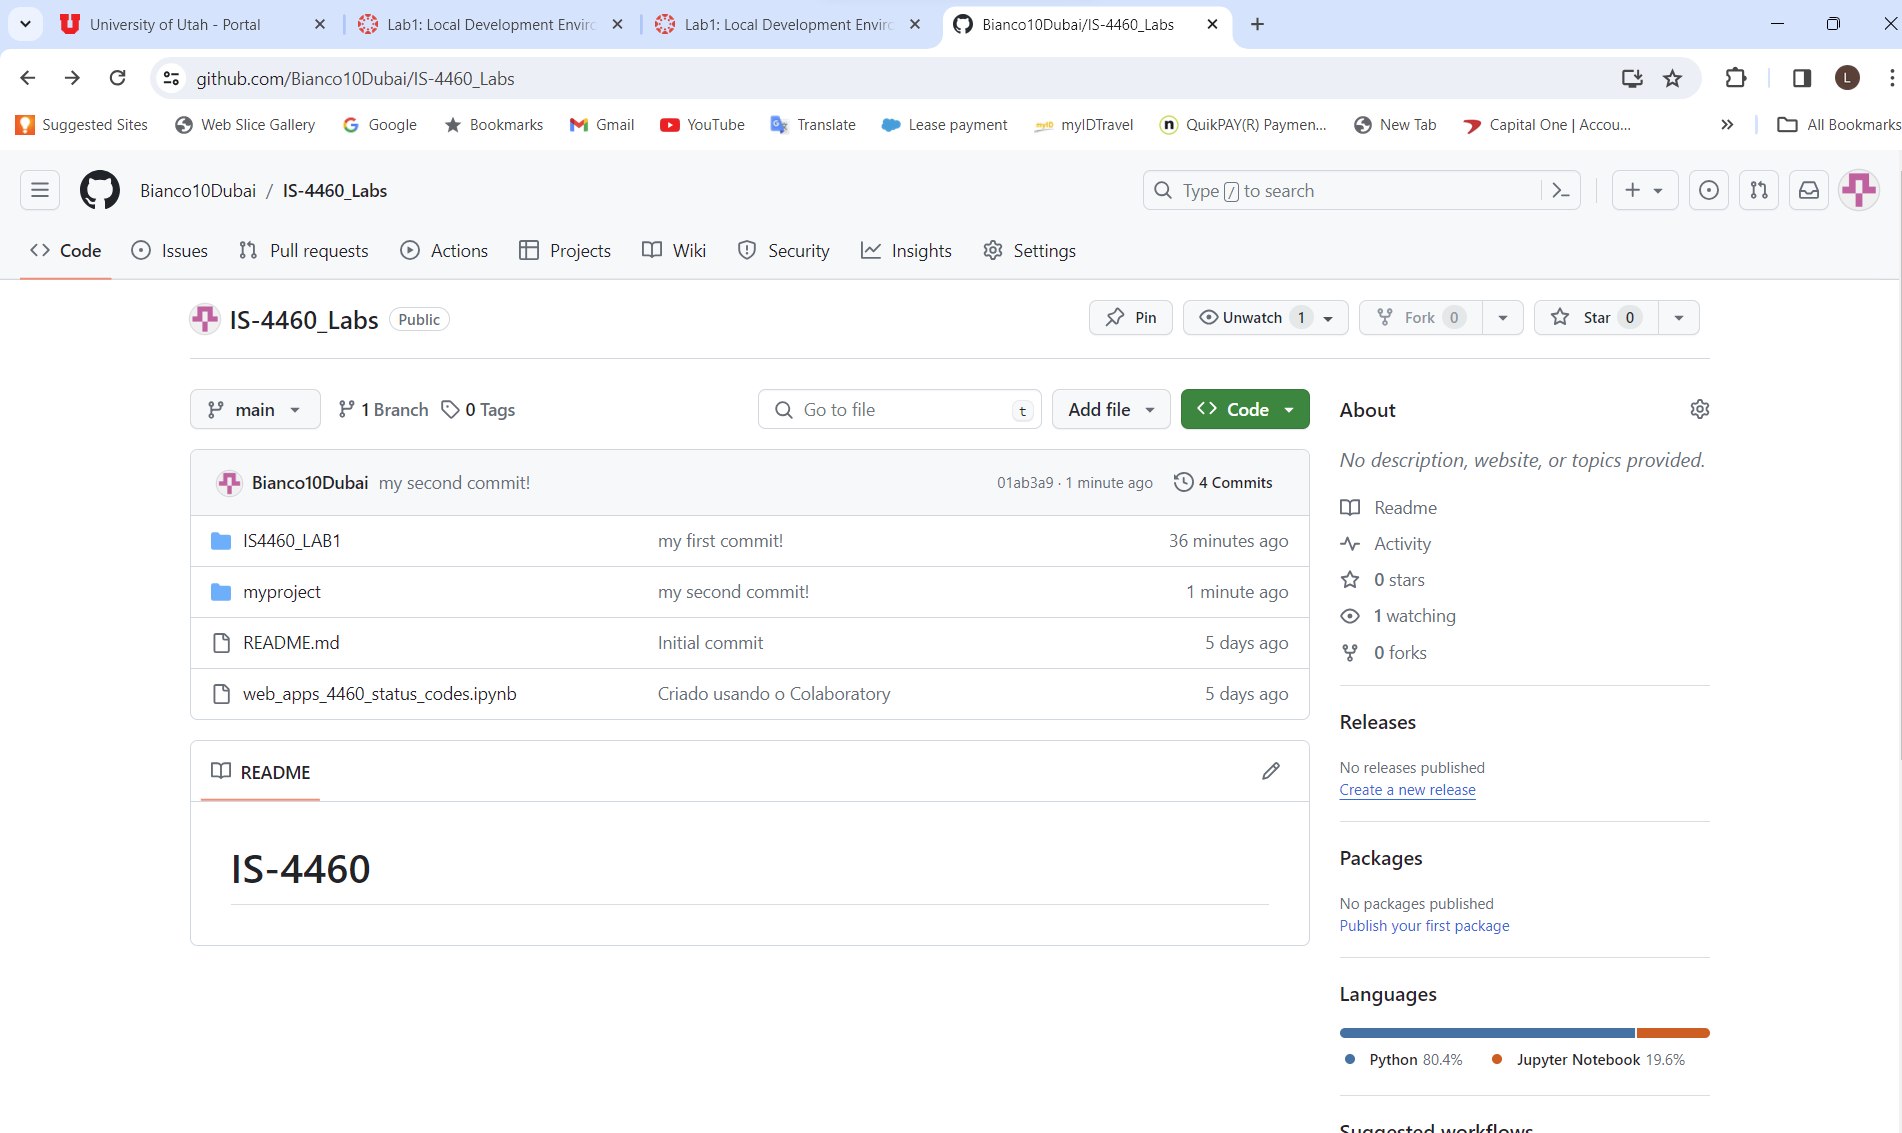 University of Utah - Portal
Lab1: Local Development Enviro
Lab1: Local Development Enviro
Bianco10Dubai/IS-4460_Labs
github.com/Bianco10Dubai/IS-4460_Labs
L
Suggested Sites
Web Slice Gallery
Google
Bookmarks
Gmail
YouTube
Translate
Lease payment
myIDTravel
QuikPAY(R) Paymen...
New Tab
Capital One | Accou...
All Bookmarks
Bianco10Dubai / IS-4460_Labs
Type / to search
Code
Issues
Pull requests
Actions
Projects
Wiki
Security
Insights
Settings
IS-4460_Labs Public
Pin
Unwatch 1
Fork 0
Star 0
main
1 Branch
0 Tags
Go to file t
Add file
Code
Bianco10Dubai my second commit!
01ab3a9 · 1 minute ago
4 Commits
IS4460_LAB1 my first commit! 36 minutes ago
myproject my second commit! 1 minute ago
README.md Initial commit 5 days ago
web_apps_4460_status_codes.ipynb Criado usando o Colaboratory 5 days ago
README
IS-4460
About
No description, website, or topics provided.
Readme
Activity
0 stars
1 watching
0 forks
Releases
No releases published
Create a new release
Packages
No packages published
Publish your first package
Languages
Python 80.4% Jupyter Notebook 19.6%
Suggested workflows